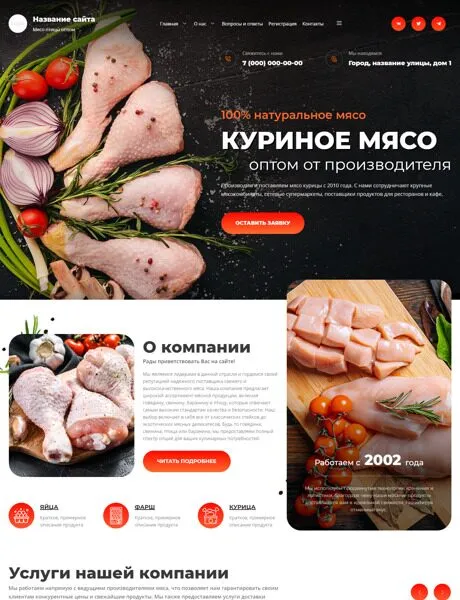 Название сайта
Мясо птицы оптом
Главная
О нас
Вопросы и ответы
Регистрация
Контакты
Свяжитесь с нами
7 (000) 000-00-00
Мы находимся
Город, название улицы, дом 1
100% натуральное мясо
КУРИНОЕ МЯСО
оптом от производителя
Производим и поставляем мясо курицы с 2010 года. С нами сотрудничают крупные
мясокомбинаты, сетевые супермаркеты, поставщики продуктов для ресторанов и кафе.
ОСТАВИТЬ ЗАЯВКУ
О компании
Рады приветствовать Вас на сайте!
Мы являемся лидерами в данной отрасли и гордимся своей
репутацией надежного поставщика свежего и
высококачественного мяса. Наша компания предлагает
широкий ассортимент мясной продукции, включая
говядину, свинину, баранину и птицу, которые отвечают
самым высоким стандартам качества и безопасности. Наш
выбор включает в себя все от классических стейков до
экзотических мясных деликатесов. Будь то говядина,
свинина, птица или баранина, мы предоставляем полный
спектр опций для ваших кулинарных потребностей!
ЧИТАТЬ ПОДРОБНЕЕ
Работаем с 2002 года
Мы используем продвинутые технологии хранения и
логистики, благодаря чему наши мясные продукты
доставляются вам в идеальной свежести, гарантируя
отменный вкус.
ЯЙЦА
Краткое, примерное
описание продукта
ФАРШ
Краткое, примерное
описание продукта
КУРИЦА
Краткое, примерное
описание продукта
Услуги нашей компании
Мы работаем напрямую с ведущими производителями мяса, что позволяет нам гарантировать своим
клиентам конкурентные цены и свежайшие продукты. Мы также предоставляем услуги доставки